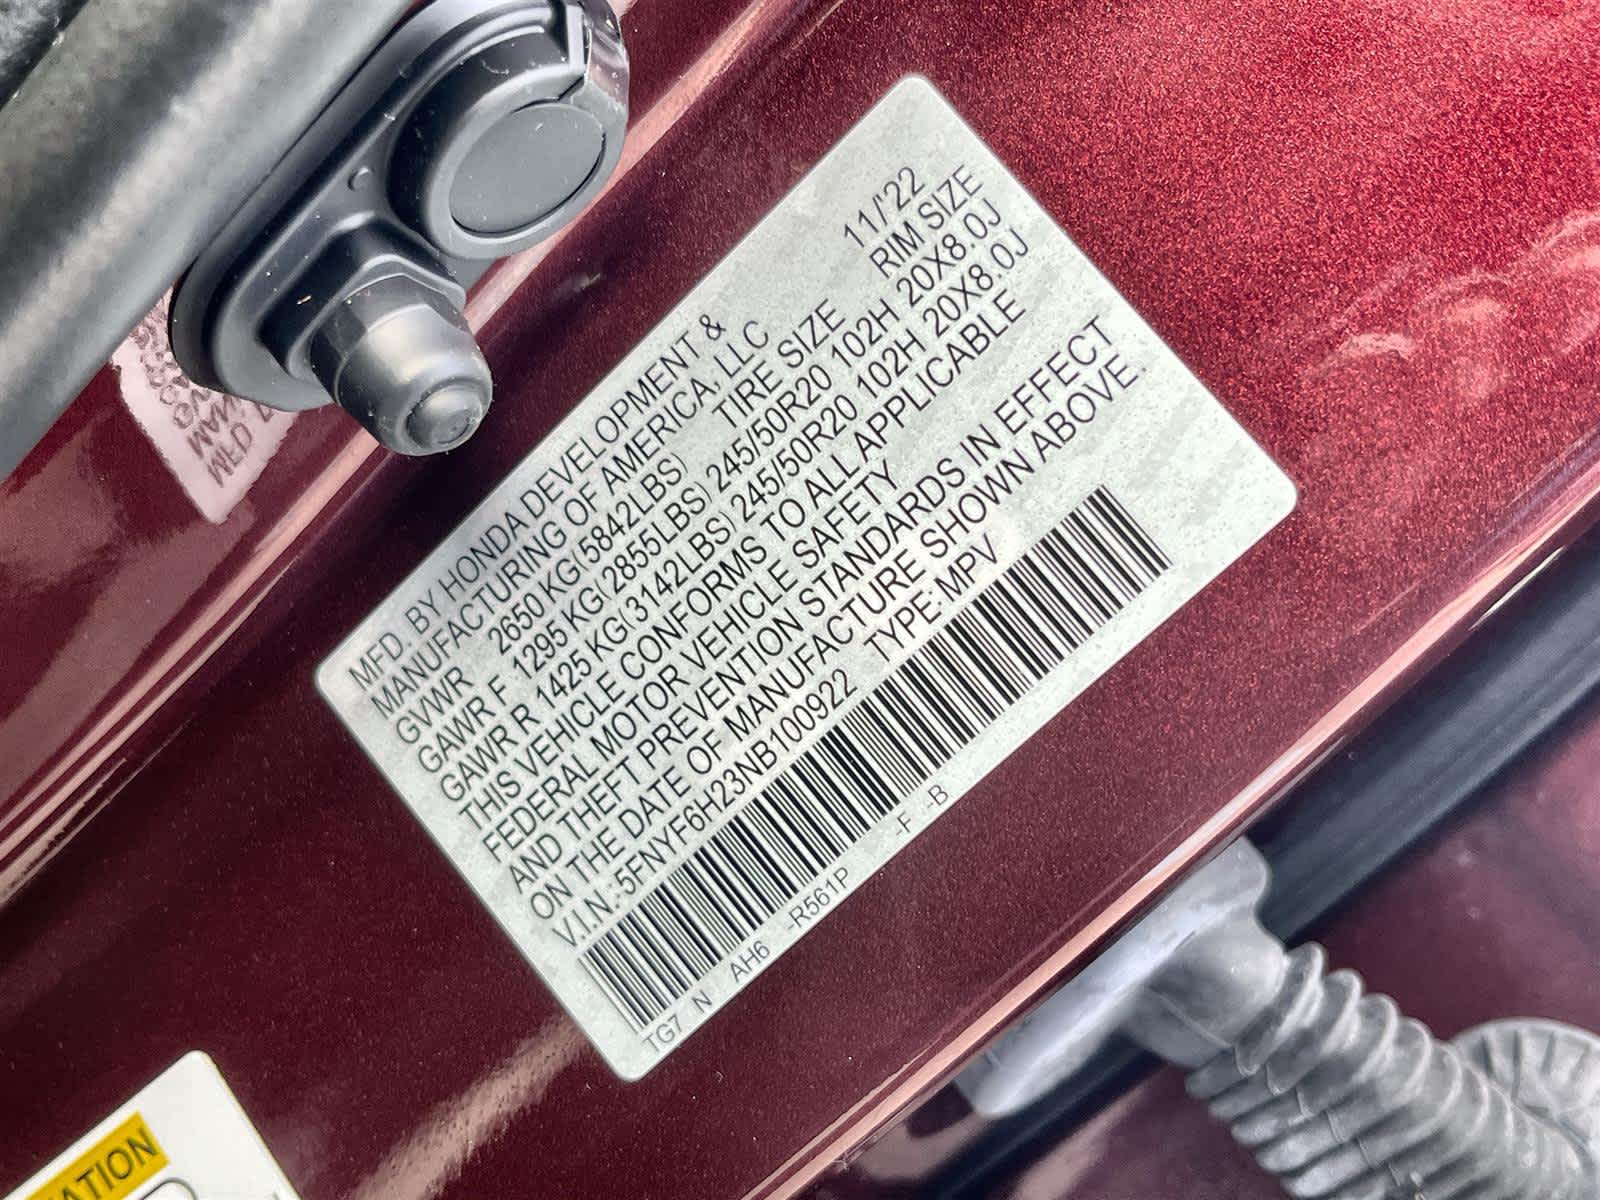 MFD. BY HONDA DEVELOPMENT &
MANUFACTURING OF AMERICA, LLC 11/'22
GVWR 2650 KG (5842LBS) TIRE SIZE RIM SIZE
GAWR F 1295 KG (2855LBS) 245/50R20 102H 20X8.0J
GAWR R 1425 KG (3142LBS) 245/50R20 102H 20X8.0J
THIS VEHICLE CONFORMS TO ALL APPLICABLE
FEDERAL MOTOR VEHICLE SAFETY
AND THEFT PREVENTION STANDARDS IN EFFECT
ON THE DATE OF MANUFACTURE SHOWN ABOVE.
V.I.N.:5FNYF6H23NB100922 TYPE:MPV
TG7 N AH6 -R561P -F -B